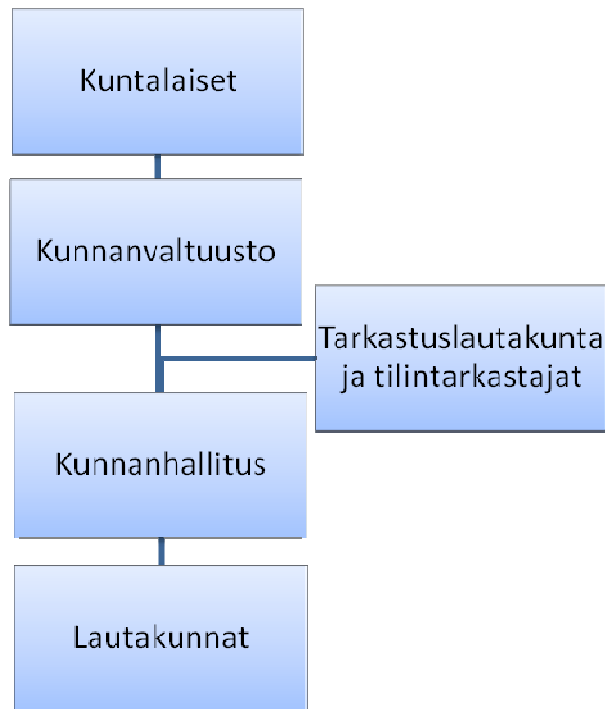 Kuntalaiset
Kunnanvaltuusto
Tarkastuslautakunta
ja tilintarkastajat
Kunnanhallitus
Lautakunnat